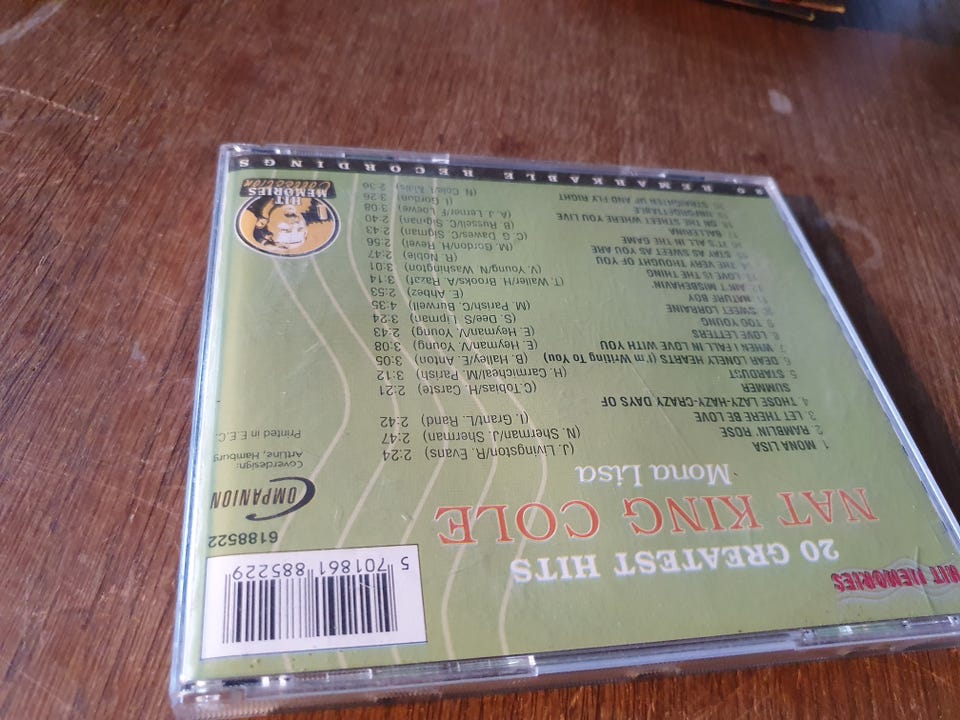 HIT MEMORIES
20 GREATEST HITS
NAT KING COLE
Mona Lisa
5 701861 885229
6188522
COMPANION
Coverdesign:
ArtLine, Hamburg
Printed in E.E.C.
1. MONA LISA (J. Livingston/R. Evans) 2:24
2. RAMBLIN' ROSE (N. Sherman/J. Sherman) 2:47
3. LET THERE BE LOVE (I. Grant/L. Rand) 2:42
4. THOSE LAZY-HAZY-CRAZY DAYS OF
SUMMER (C.Tobias/H. Carste) 2:21
5. STARDUST (H. Carmicheal/M. Parish) 3:12
6. DEAR LONELY HEARTS (I'm Writing To You) (B. Halley/E. Anton) 3:05
7. WHEN I FALL IN LOVE WITH YOU (E. Heyman/V. Young) 3:08
8. LOVE LETTERS (E. Heyman/V. Young) 2:43
9. TOO YOUNG (S. Dee/S. Lipman) 3:24
10. SWEET LORRAINE (M. Parish/C. Burwell) 4:35
11. NATURE BOY (E. Ahbez) 2:53
12. AIN'T MISBEHAVIN (T. Waller/H. Brooks/A. Razaf) 3:14
13. LOVE IS THE THING (V. Young/N. Washington) 3:01
14. THE VERY THOUGHT OF YOU (R. Noble) 2:47
15. STAY AS SWEET AS YOU ARE (M. Gordon/H. Revel) 2:56
16. IT'S ALL IN THE GAME (C. G. Dawes/C. Sigman) 2:43
17. BALLERINA (B. Russel/C. Sigman) 2:40
18. ON THE STREET WHERE YOU LIVE (A. J. Lerner/F. Loewe) 3:08
19. UNFORGETTABLE (I. Gordon) 3:26
20. STRAIGHTEN UP AND FLY RIGHT (N. Cole/I. Mills) 2:36
HIT
MEMORIES
Collection
20 REMARKABLE RECORDINGS